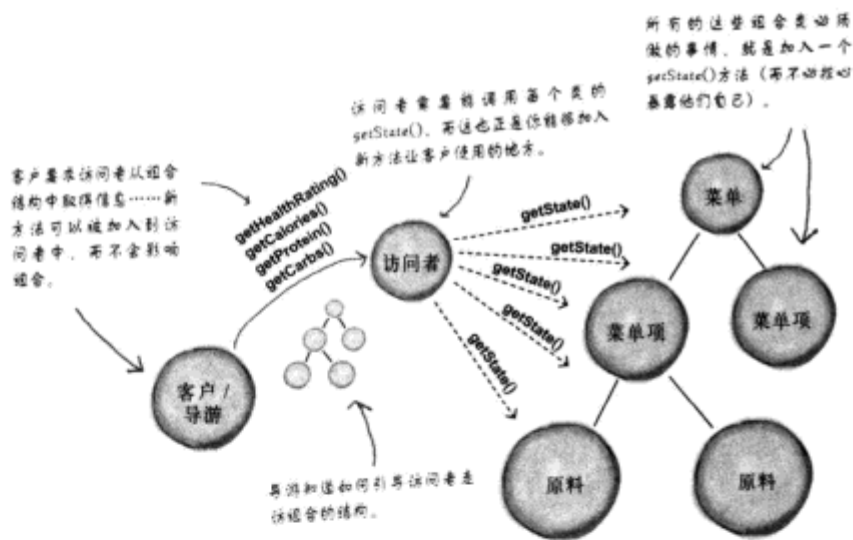 所有的这些组合类必须
做的事情，就是加入一个
getState()方法（而不必担心
暴露他们自己）。
访问者需要能调用每个类的
getState()，而这也正是你能够加入
新方法让客户使用的地方。
客户要求访问者以组合
结构中取得信息……新
方法可以被加入到访
问者中，而不会影响
组合。
getHealthRating()
getCalories()
getProtein()
getCarbs()
访问者
getState()
getState()
getState()
getState()
getState()
菜单
菜单项
菜单项
客户/
导游
原料
原料
导游知道如何引导访问者走
访组合的结构。